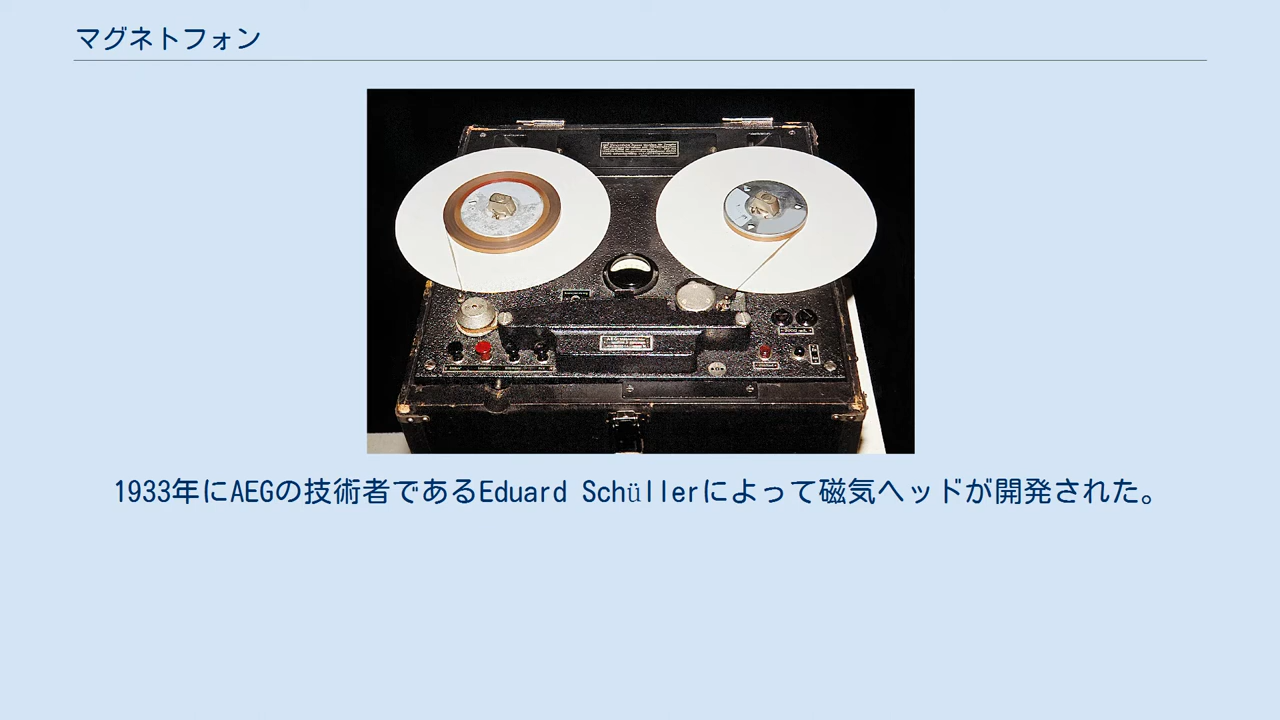 マグネトフォン
1933年にAEGの技術者であるEduard Schüllerによって磁気ヘッドが開発された。